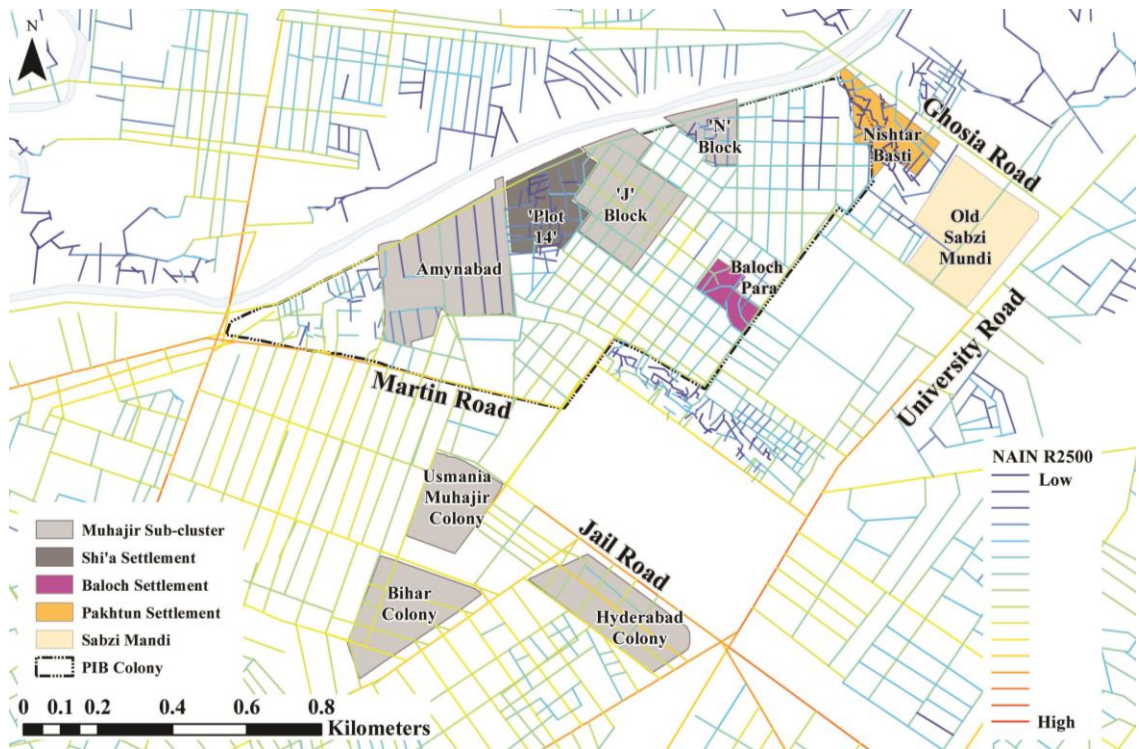 N
Ghosia Road
'N'
Block
Nishtar
Basti
'J'
Block
'Plot
14'
Old
Sabzi
Mundi
Amynabad
Baloch
Para
University Road
Martin Road
Usmania
Muhajir
Colony
Jail Road
Bihar
Colony
Hyderabad
Colony
NAIN R2500
Low
High
Muhajir Sub-cluster
Shi'a Settlement
Baloch Settlement
Pakhtun Settlement
Sabzi Mandi
PIB Colony
0 0.1 0.2 0.4 0.6 0.8
Kilometers